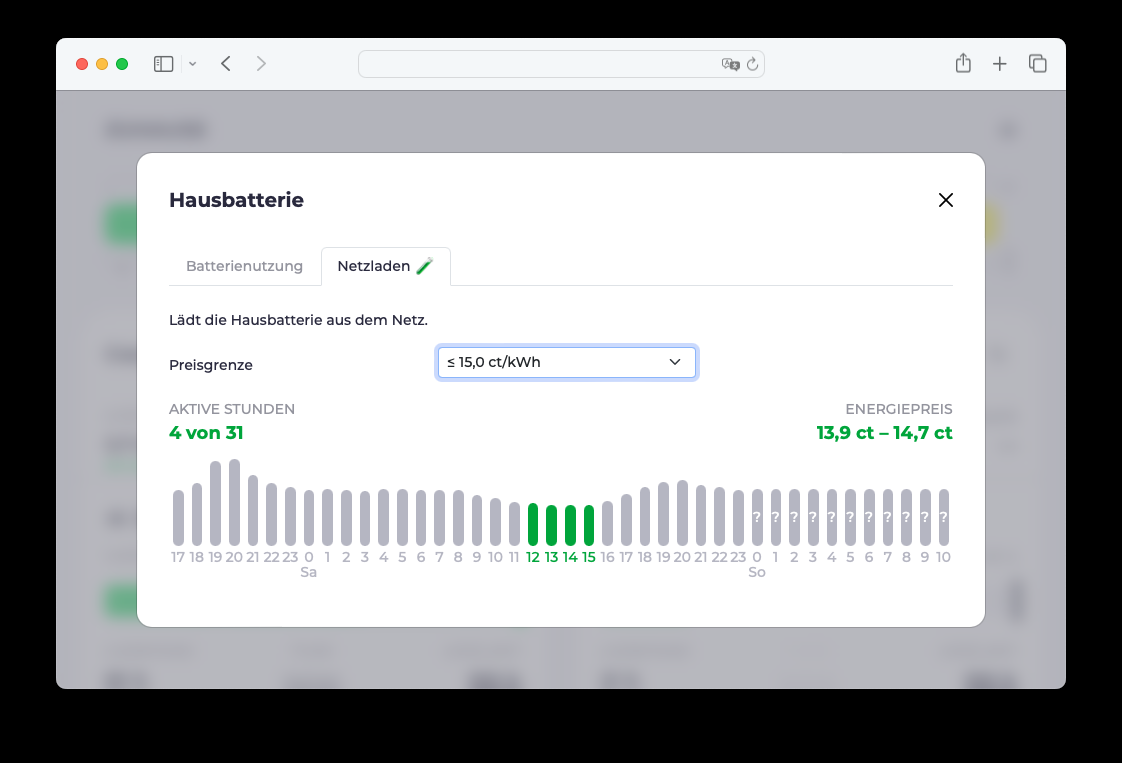 Hausbatterie
Batterienutzung Netzladen
Lädt die Hausbatterie aus dem Netz.
Preisgrenze ≤ 15,0 ct/kWh
AKTIVE STUNDEN ENERGIEPREIS
4 von 31 13,9 ct – 14,7 ct
? ? ? ? ? ? ? ? ? ? ?
17 18 19 20 21 22 23 0 1 2 3 4 5 6 7 8 9 10 11 12 13 14 15 16 17 18 19 20 21 22 23 0 1 2 3 4 5 6 7 8 9 10
Sa So